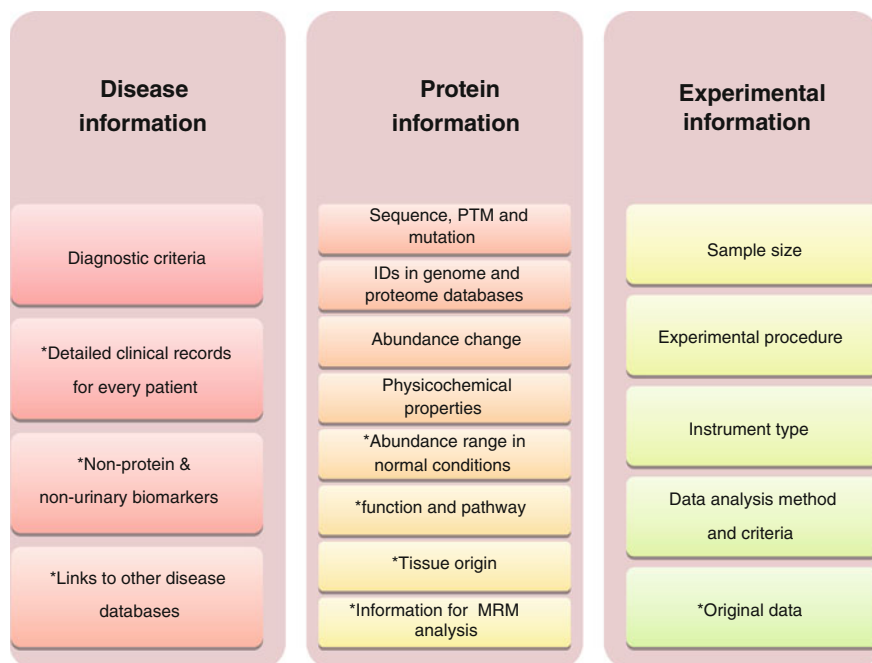 Disease
information
Diagnostic criteria
*Detailed clinical records
for every patient
*Non-protein &
non-urinary biomarkers
*Links to other disease
databases
Protein
information
Sequence, PTM and
mutation
IDs in genome and
proteome databases
Abundance change
Physicochemical
properties
*Abundance range in
normal conditions
*function and pathway
*Tissue origin
*Information for MRM
analysis
Experimental
information
Sample size
Experimental procedure
Instrument type
Data analysis method
and criteria
*Original data